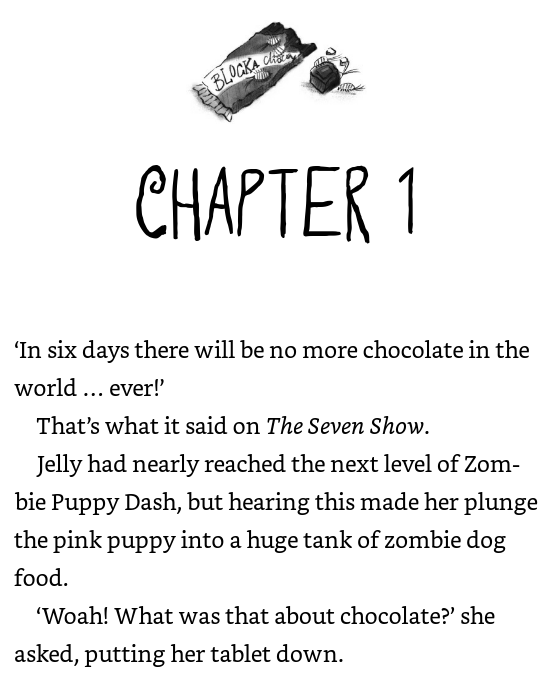 BLOCKA choco
CHAPTER 1
‘In six days there will be no more chocolate in the
world … ever!’
That’s what it said on The Seven Show.
Jelly had nearly reached the next level of Zom-
bie Puppy Dash, but hearing this made her plunge
the pink puppy into a huge tank of zombie dog
food.
‘Woah! What was that about chocolate?’ she
asked, putting her tablet down.